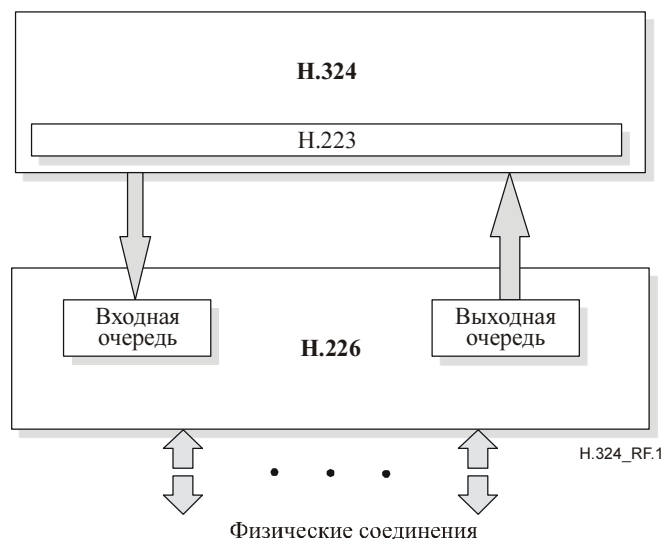 H.324
H.223
Входная
очередь
Выходная
очередь
H.226
H.324_RF.1
Физические соединения